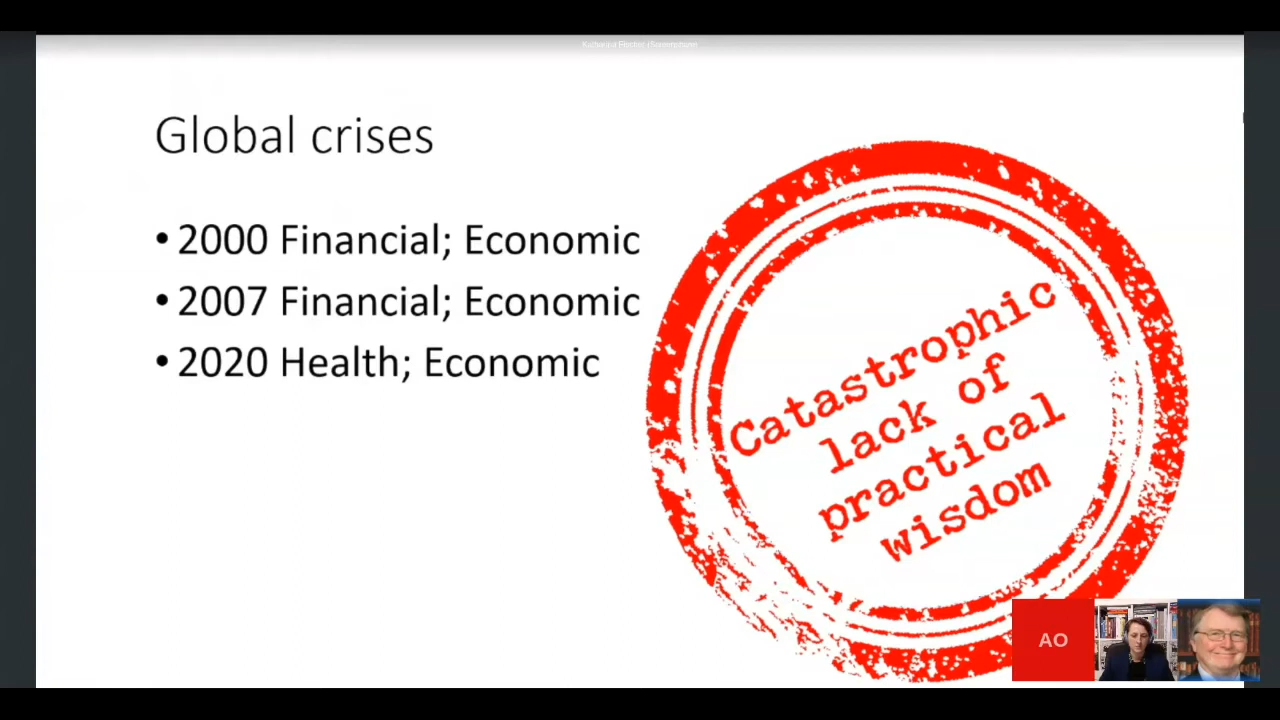 Global crises
• 2000 Financial; Economic
• 2007 Financial; Economic
• 2020 Health; Economic
Catastrophic
lack of
practical
wisdom
AO